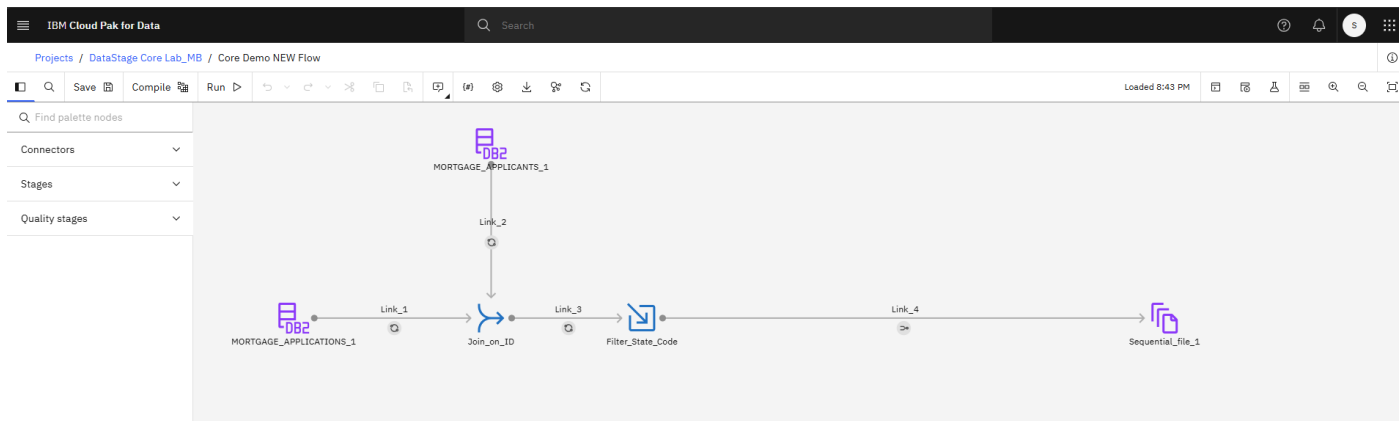 IBM Cloud Pak for Data
Search
S
Projects / DataStage Core Lab_MB / Core Demo NEW Flow
Save
Compile
Run
{#}
Loaded 8:43 PM
Find palette nodes
Connectors
Stages
Quality stages
DB2
MORTGAGE_APPLICANTS_1
Link_2
DB2
MORTGAGE_APPLICATIONS_1
Link_1
Join_on_ID
Link_3
Filter_State_Code
Link_4
Sequential_file_1